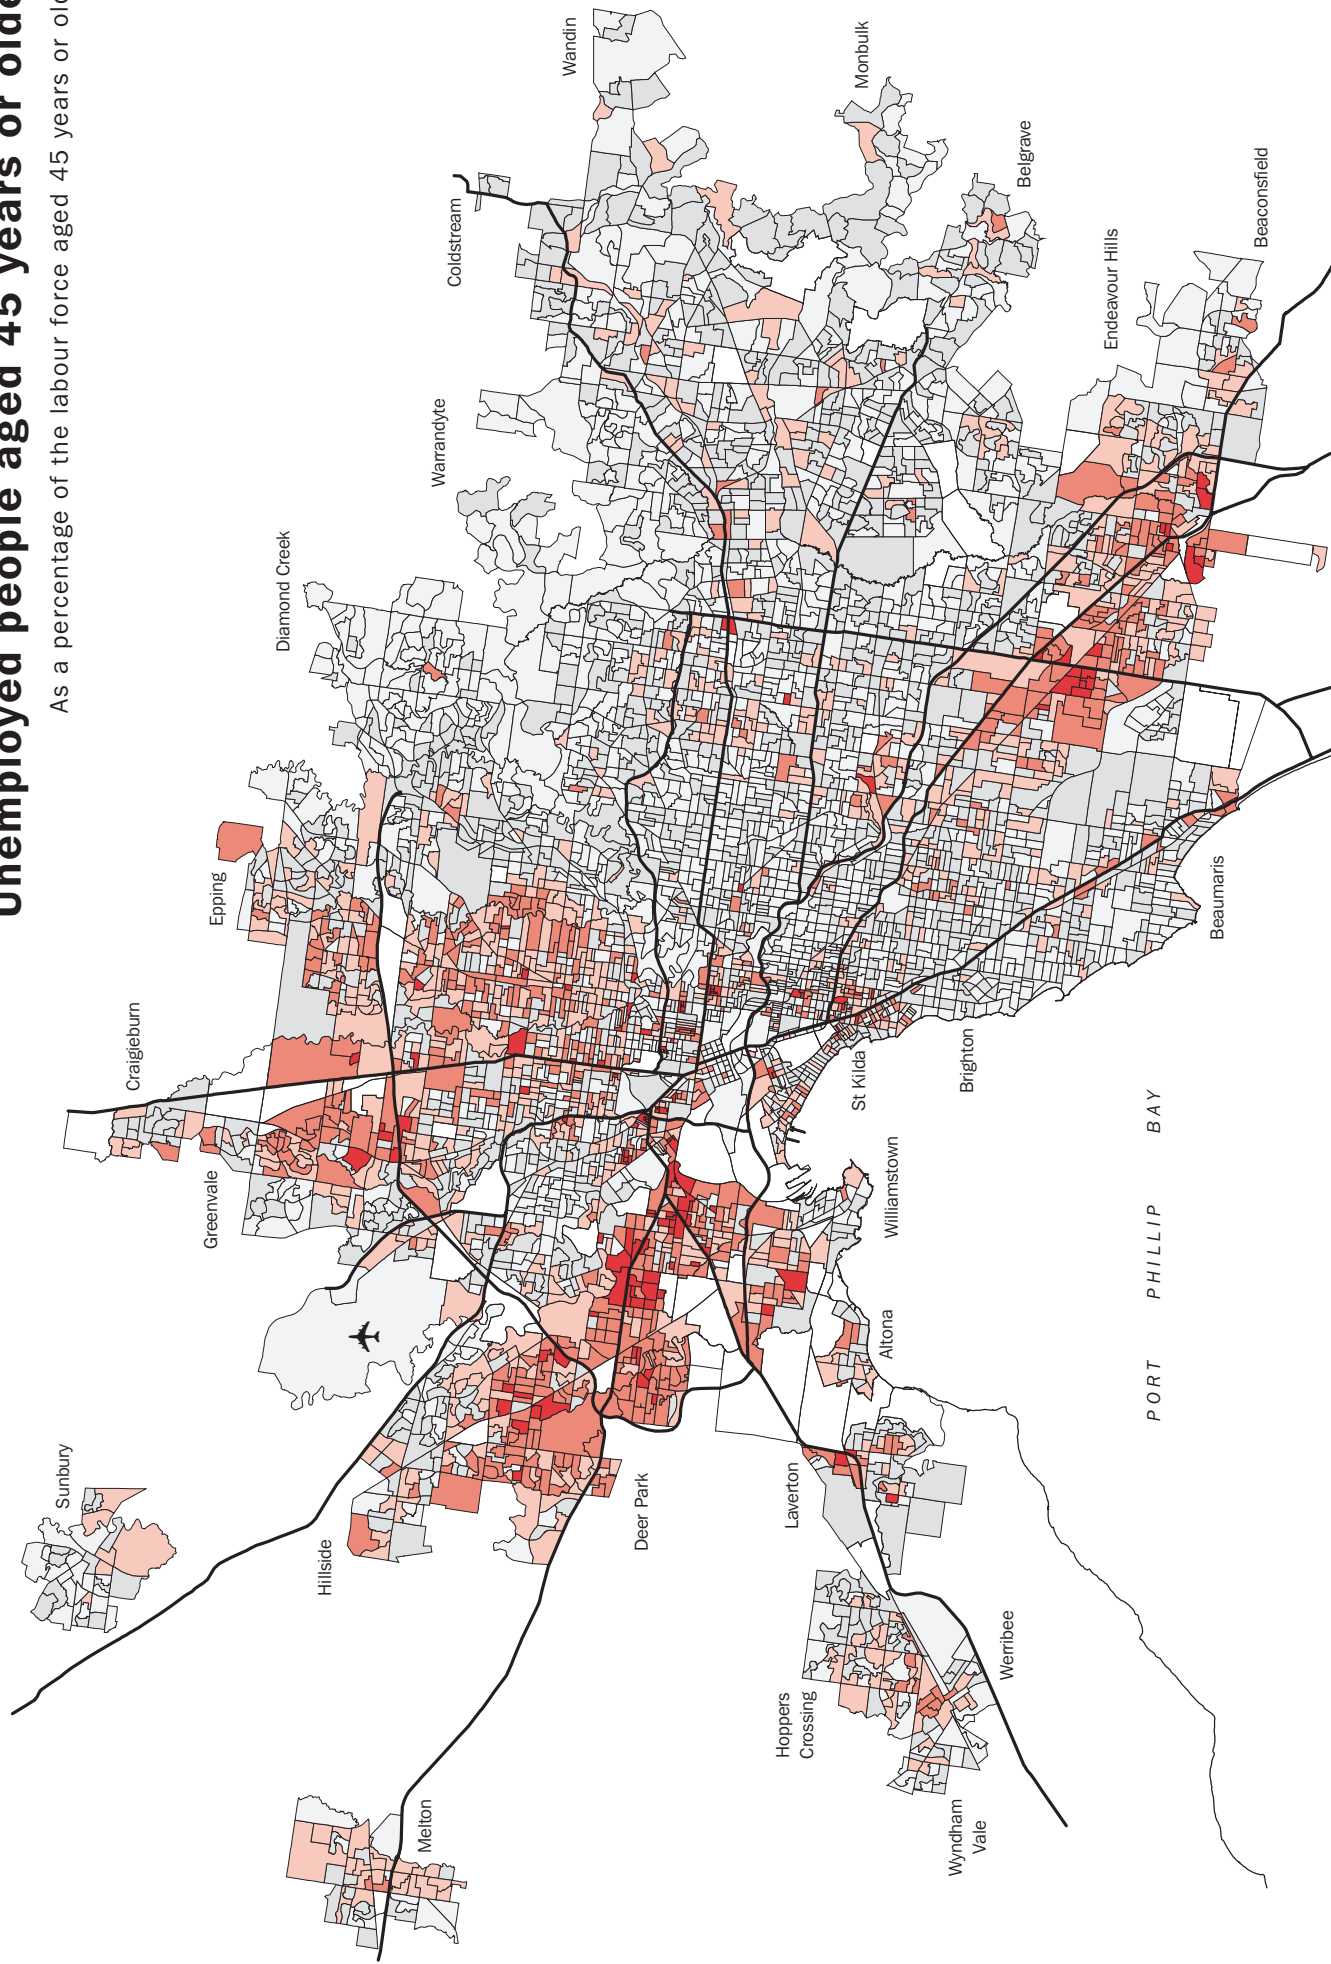 Unemployed people aged 45 years or olde
As a percentage of the labour force aged 45 years or old
Wandin
Monbulk
Belgrave
Beaconsfield
Coldstream
Endeavour Hills
Warrandyte
Diamond Creek
Epping
Beaumaris
Craigieburn
Brighton
St Kilda
Greenvale
Williamstown
PORT PHILLIP BAY
Altona
Sunbury
Laverton
Deer Park
Hillside
Werribee
Hoppers
Crossing
Melton
Wyndham
Vale